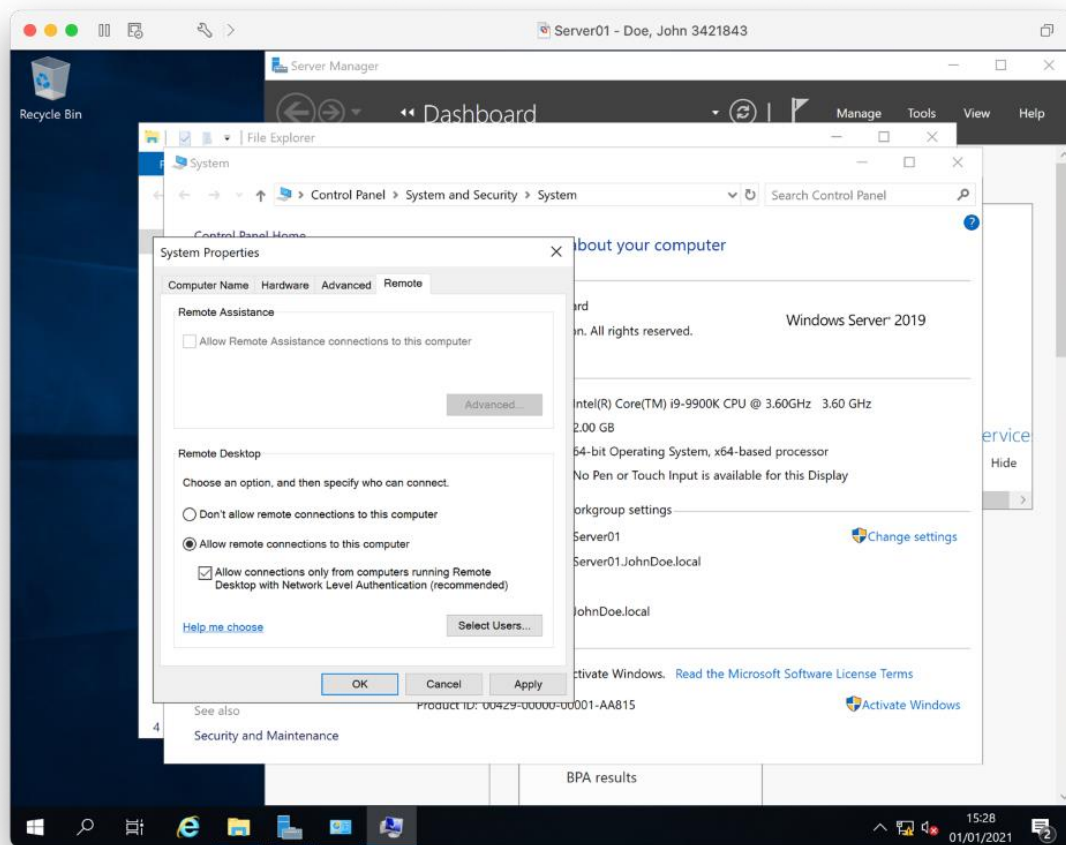 Server01 - Doe, John 3421843
Recycle Bin
Server Manager
Dashboard
Manage Tools View Help
File Explorer
System
Control Panel > System and Security > System
Search Control Panel
Control Panel Home
about your computer
System Properties
Computer Name Hardware Advanced Remote
Remote Assistance
Allow Remote Assistance connections to this computer
Advanced...
Remote Desktop
Choose an option, and then specify who can connect.
Don't allow remote connections to this computer
Allow remote connections to this computer
Allow connections only from computers running Remote
Desktop with Network Level Authentication (recommended)
Help me choose
Select Users...
OK Cancel Apply
ard
on. All rights reserved.
Windows Server 2019
Intel(R) Core(TM) i9-9900K CPU @ 3.60GHz 3.60 GHz
2.00 GB
64-bit Operating System, x64-based processor
No Pen or Touch Input is available for this Display
orkgroup settings
Server01
Change settings
Server01.JohnDoe.local
JohnDoe.local
ctivate Windows. Read the Microsoft Software License Terms
Product ID: 00429-00000-00001-AA815
Activate Windows
See also
Security and Maintenance
4
ervice
Hide
BPA results
15:28
01/01/2021
2